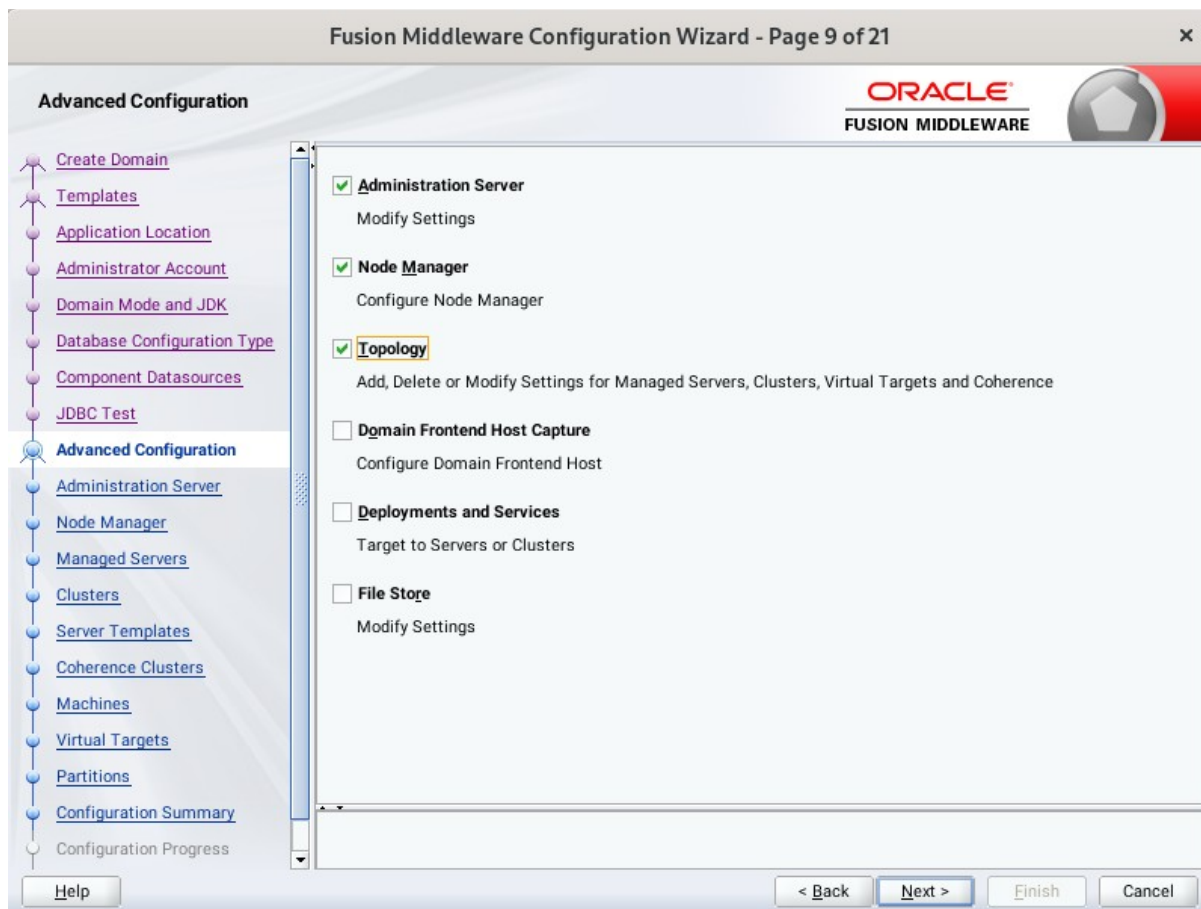 Fusion Middleware Configuration Wizard - Page 9 of 21
Advanced Configuration
ORACLE
FUSION MIDDLEWARE
Create Domain
Templates
Application Location
Administrator Account
Domain Mode and JDK
Database Configuration Type
Component Datasources
JDBC Test
Advanced Configuration
Administration Server
Node Manager
Managed Servers
Clusters
Server Templates
Coherence Clusters
Machines
Virtual Targets
Partitions
Configuration Summary
Configuration Progress
Administration Server
Modify Settings
Node Manager
Configure Node Manager
Topology
Add, Delete or Modify Settings for Managed Servers, Clusters, Virtual Targets and Coherence
Domain Frontend Host Capture
Configure Domain Frontend Host
Deployments and Services
Target to Servers or Clusters
File Store
Modify Settings
Help
< Back
Next >
Finish
Cancel